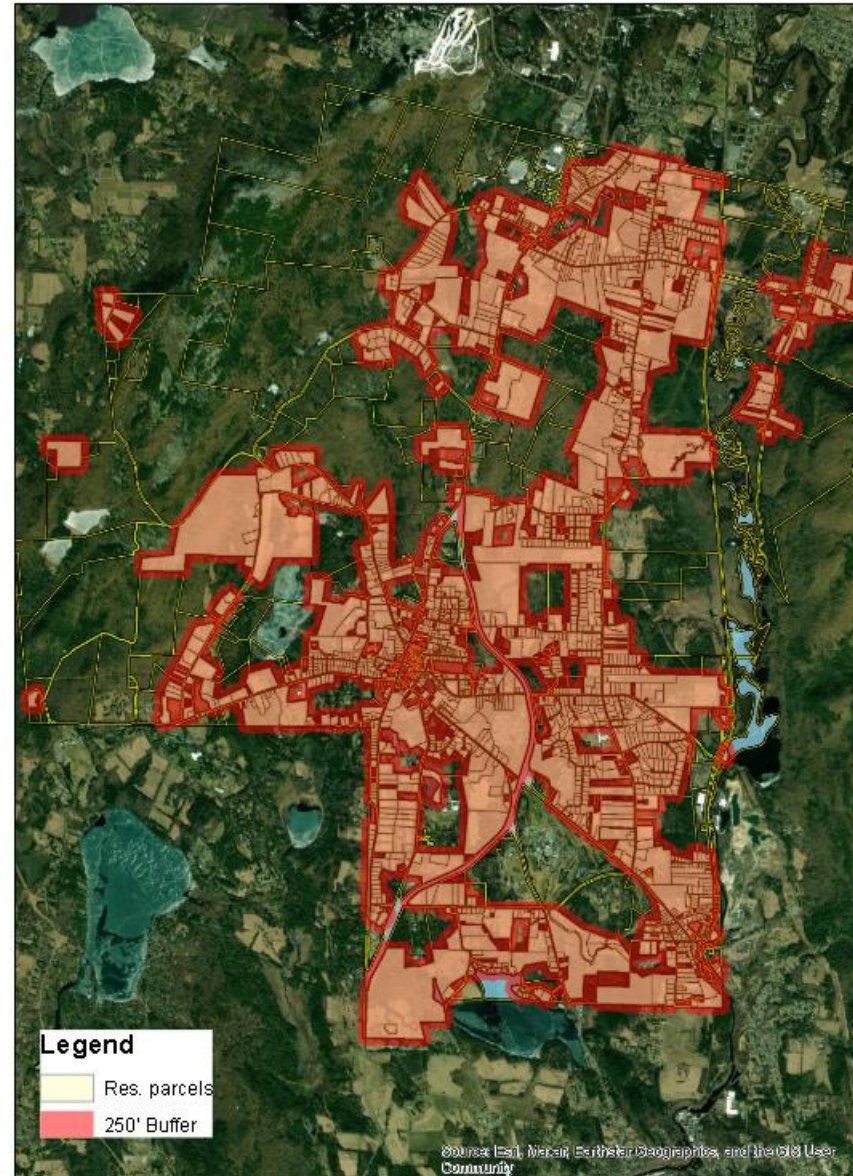 Legend
Res. parcels
250' Buffer
Source: Esri, Maxar, Earthstar Geographics, and the GIS User
Community